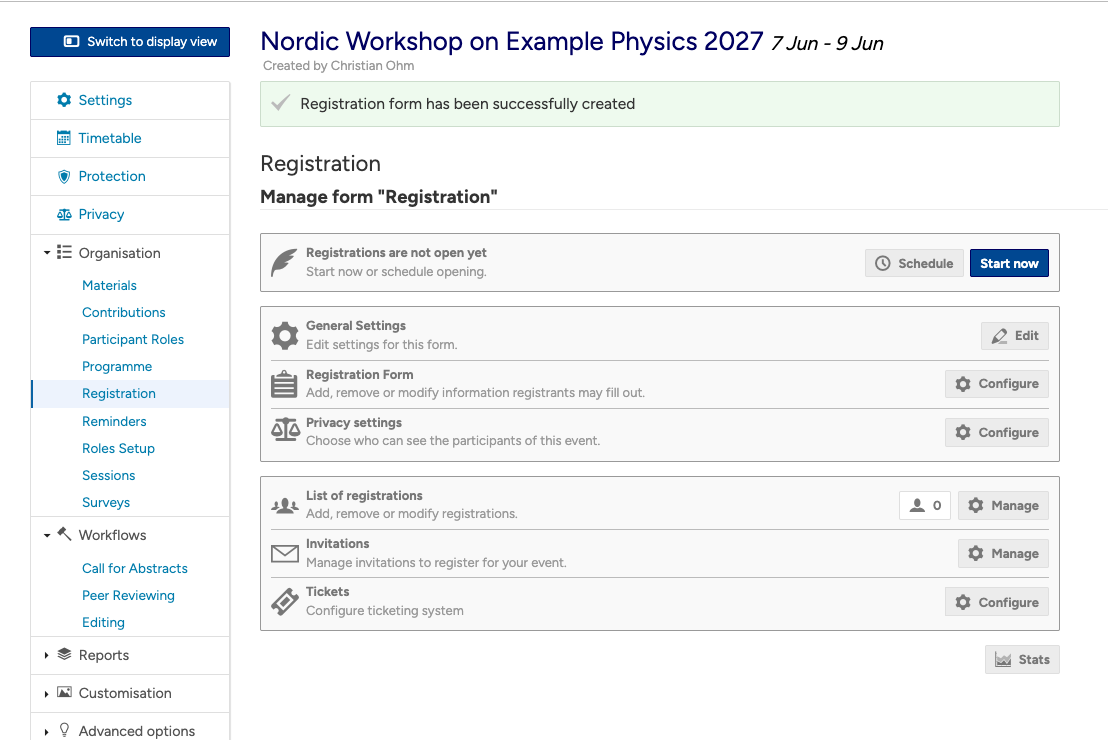 Switch to display view
Nordic Workshop on Example Physics 2027 7 Jun - 9 Jun
Created by Christian Ohm
Settings
Timetable
Protection
Privacy
Organisation
Materials
Contributions
Participant Roles
Programme
Registration
Reminders
Roles Setup
Sessions
Surveys
Workflows
Call for Abstracts
Peer Reviewing
Editing
Reports
Customisation
Advanced options
Registration form has been successfully created
Registration
Manage form "Registration"
Registrations are not open yet
Start now or schedule opening.
Schedule
Start now
General Settings
Edit settings for this form.
Edit
Registration Form
Add, remove or modify information registrants may fill out.
Configure
Privacy settings
Choose who can see the participants of this event.
Configure
List of registrations
Add, remove or modify registrations.
0
Manage
Invitations
Manage invitations to register for your event.
Manage
Tickets
Configure ticketing system
Configure
Stats